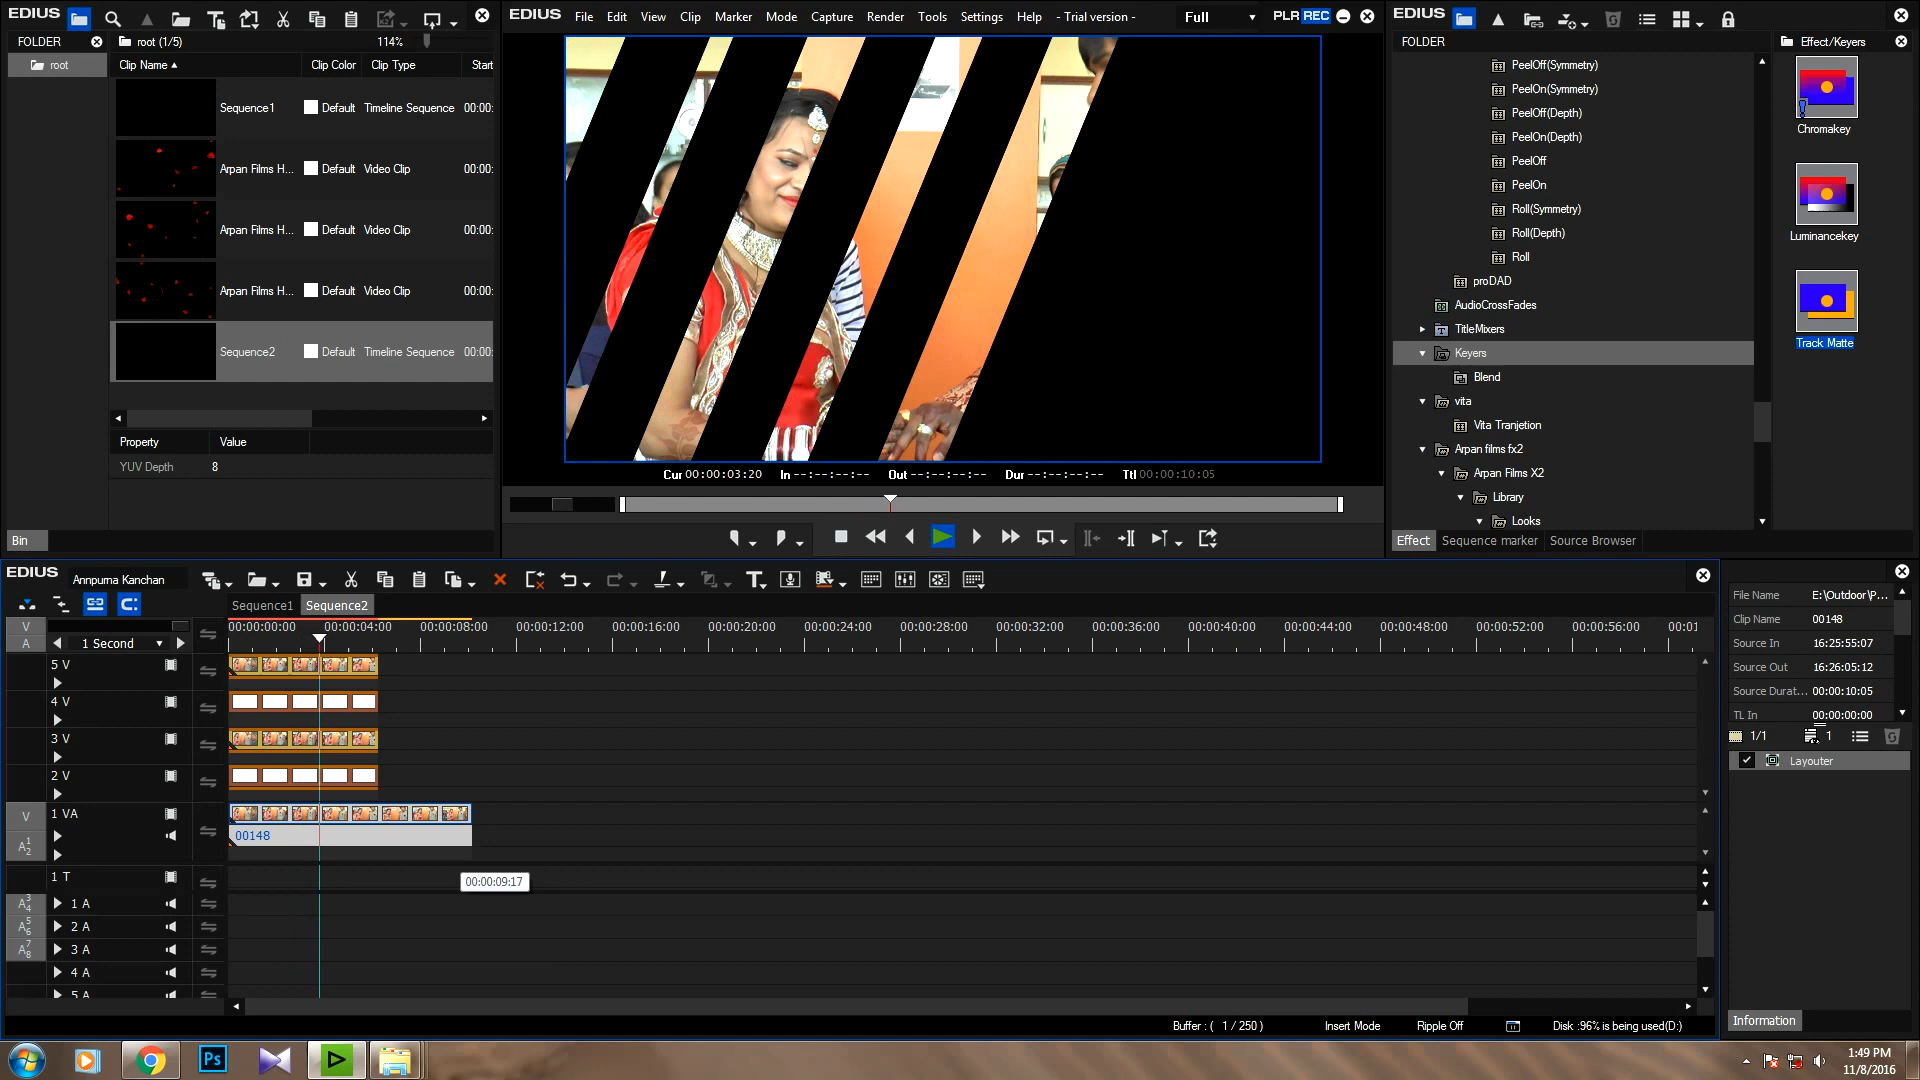 EDIUS
FOLDER
root (1/5)
114%
root
Clip Name
Clip Color
Clip Type
Start
Sequence1
Default
Timeline Sequence
00:00:
Arpan Films H...
Default
Video Clip
00:00:
Arpan Films H...
Default
Video Clip
00:00:
Arpan Films H...
Default
Video Clip
00:00:
Sequence2
Default
Timeline Sequence
00:00:
Property
Value
YUV Depth
8
Bin
EDIUS
File Edit View Clip Marker Mode Capture Render Tools Settings Help - Trial version -
Full
PLR REC
Cur 00:00:03:20 In --:--:--:-- Out --:--:--:-- Dur --:--:--:-- Ttl 00:00:10:05
EDIUS
FOLDER
PeelOff(Symmetry)
PeelOn(Symmetry)
PeelOff(Depth)
PeelOn(Depth)
PeelOff
PeelOn
Roll(Symmetry)
Roll(Depth)
Roll
proDAD
AudioCrossFades
TitleMixers
Keyers
Blend
vita
Vita Tranjetion
Arpan films fx2
Arpan Films X2
Library
Looks
Effect/Keyers
Chromakey
Luminancekey
Track Matte
Effect Sequence marker Source Browser
EDIUS
Annpurna Kanchan
Sequence1 Sequence2
V
A
1 Second
00:00:00:00 00:00:04:00 00:00:08:00 00:00:12:00 00:00:16:00 00:00:20:00 00:00:24:00 00:00:28:00 00:00:32:00 00:00:36:00 00:00:40:00 00:00:44:00 00:00:48:00 00:00:52:00 00:00:56:00 00:01
5 V
4 V
3 V
2 V
V
1 VA
A 1 2
00148
1 T
00:00:09:17
A 3 4
1 A
A 5 6
2 A
A 7 8
3 A
4 A
5 A
Buffer : ( 1 / 250 )
Insert Mode
Ripple Off
Disk :96% is being used(D:)
File Name
E:\Outdoor\P...
Clip Name
00148
Source In
16:25:55:07
Source Out
16:26:05:12
Source Durat...
00:00:10:05
TL In
00:00:00:00
1/1
1
Layouter
Information
Ps
1:49 PM
11/8/2016